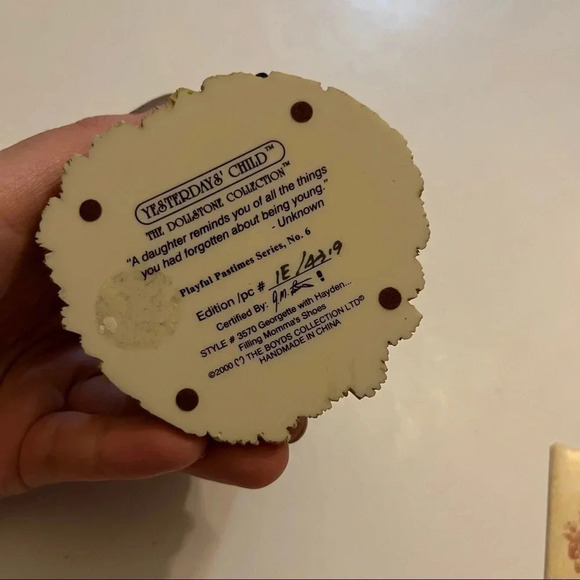 YESTERDAYS' CHILD™
THE DOLLSTONE COLLECTION™
"A daughter reminds you of all the things
you had forgotten about being young."
- Unknown
Playful Pastimes Series, No. 6
Edition /pc # 1E/4219
Certified By:
STYLE # 3570 Georgette with Hayden...
Filling Momma's Shoes
©2000 THE BOYDS COLLECTION LTD®
HANDMADE IN CHINA